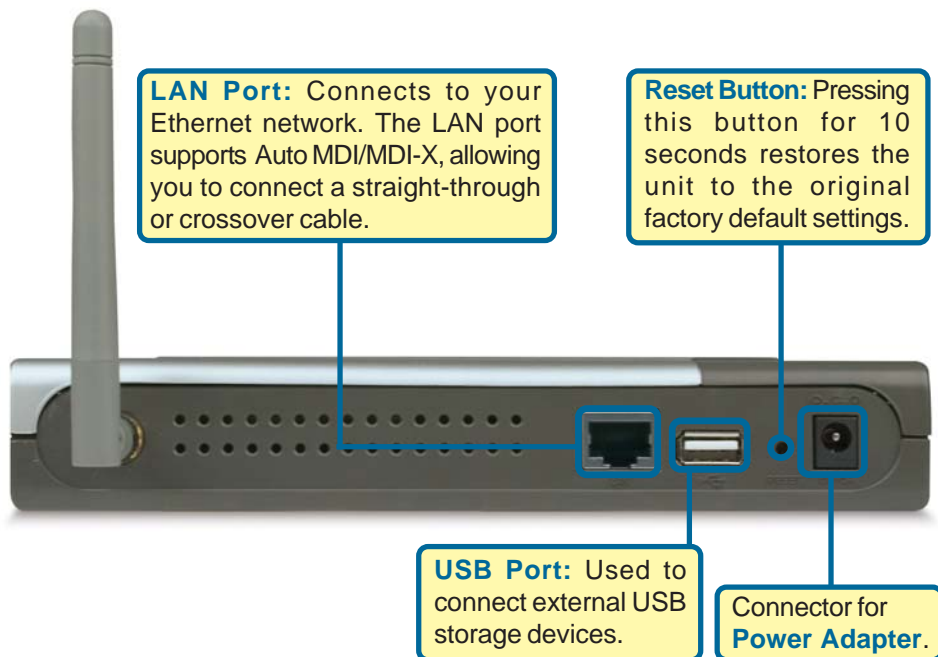 LAN Port: Connects to your
Ethernet network. The LAN port
supports Auto MDI/MDI-X, allowing
you to connect a straight-through
or crossover cable.
Reset Button: Pressing
this button for 10
seconds restores the
unit to the original
factory default settings.
USB Port: Used to
connect external USB
storage devices.
Connector for
Power Adapter.